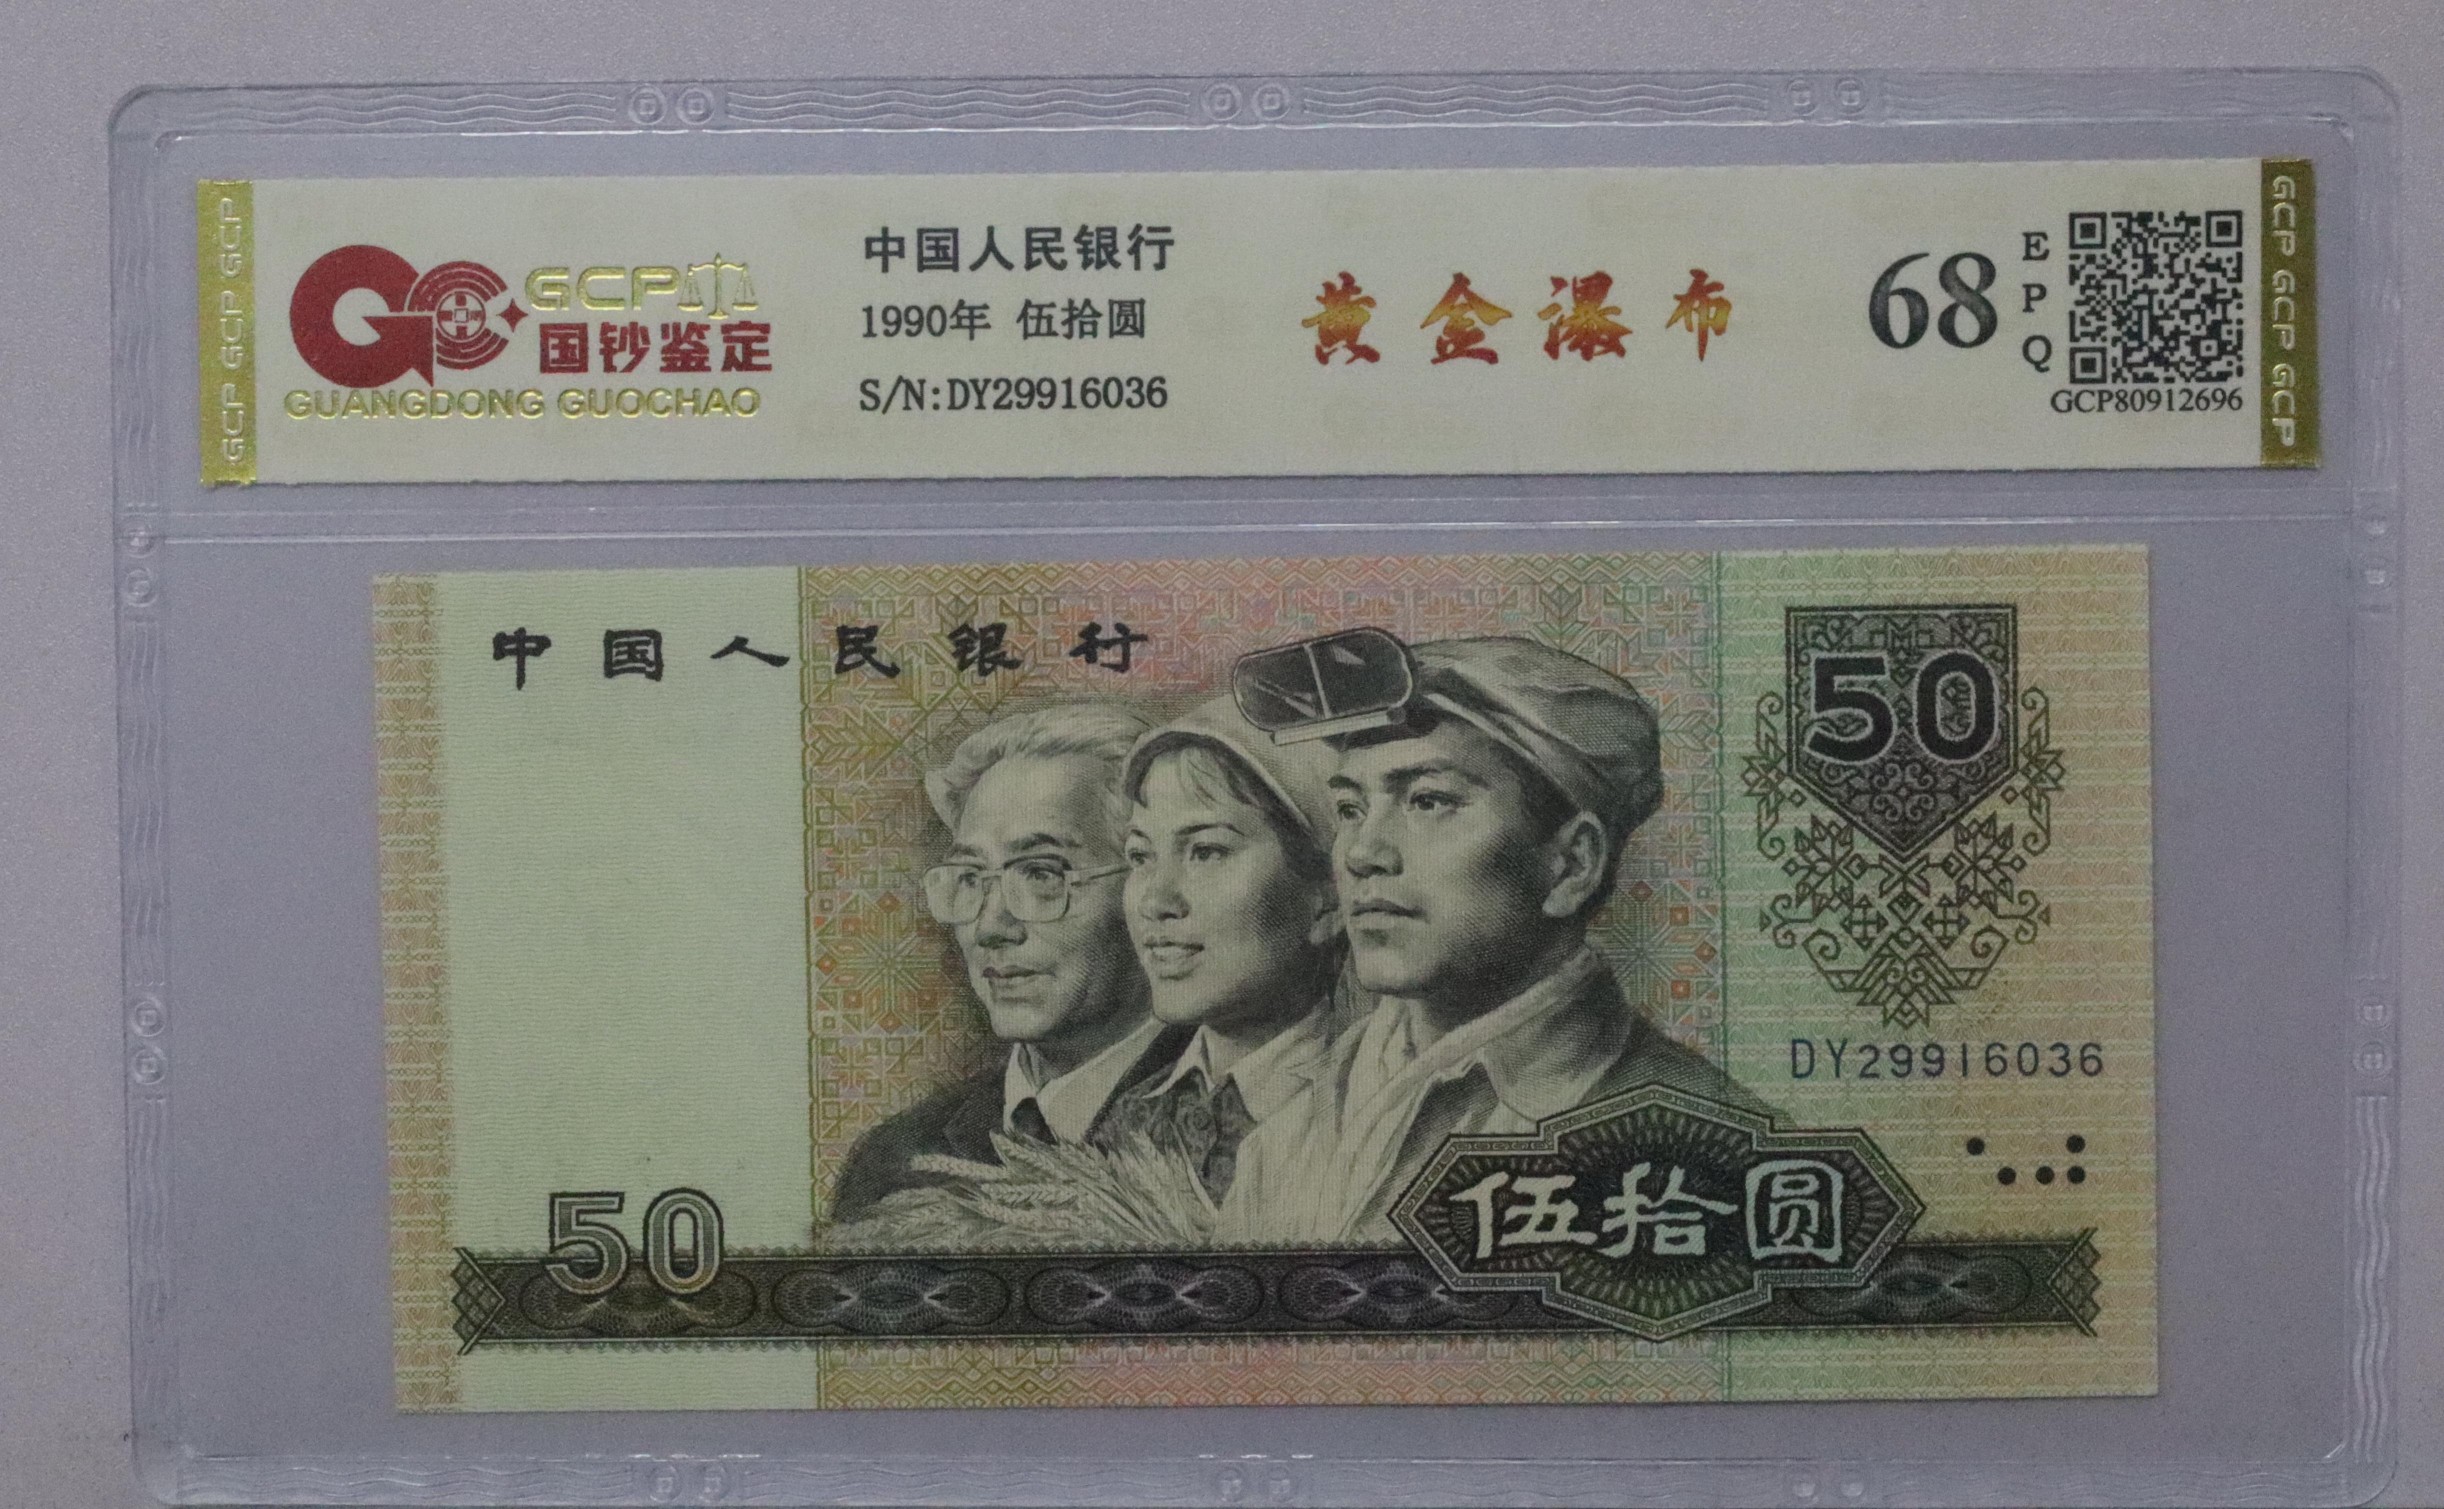 GCP GCP GCP
GCP
国钞鉴定
GUANGDONG GUOCHAO
中国人民银行
1990年 伍拾圆
S/N:DY29916036
黄金瀑布
68
EPQ
GCP80912696
GCP GCP GCP
中国人民银行
50
DY29916036
50
伍拾圆